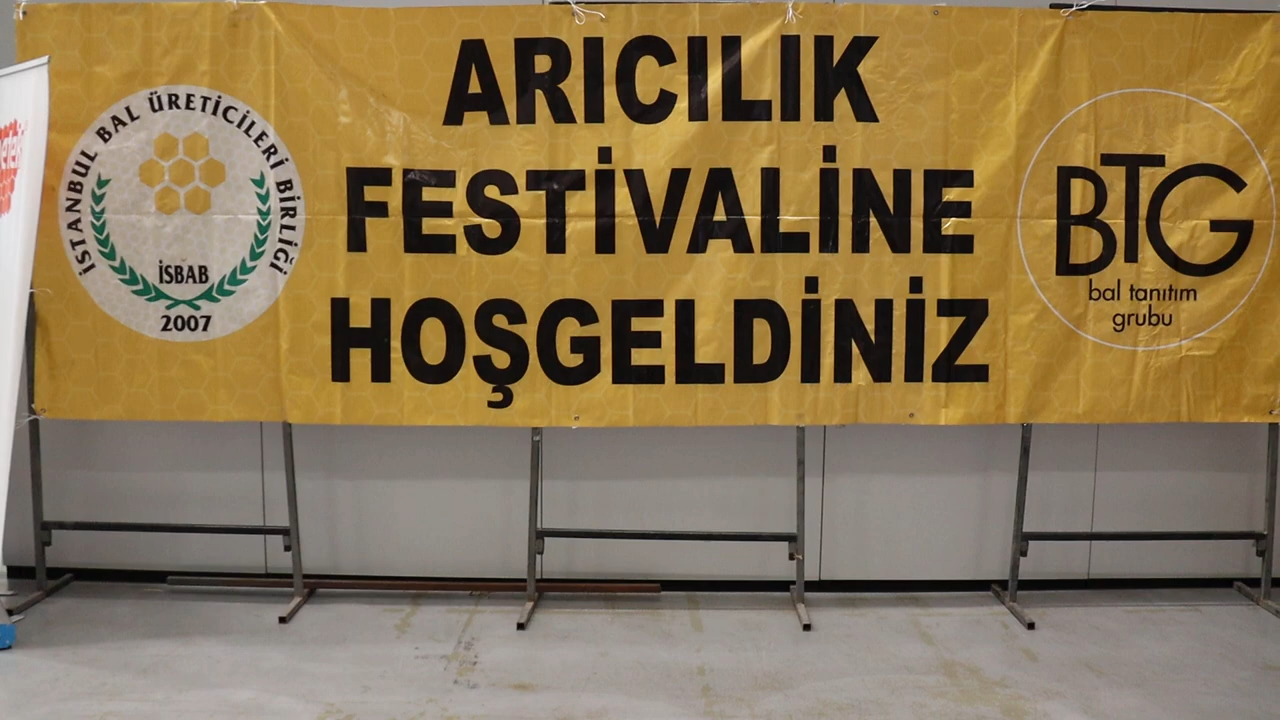 İSTANBUL BAL ÜRETİCİLERİ BİRLİĞİ
İSBAB
2007
ARICILIK
FESTİVALİNE
HOŞGELDİNİZ
BTG
bal tanıtım
grubu